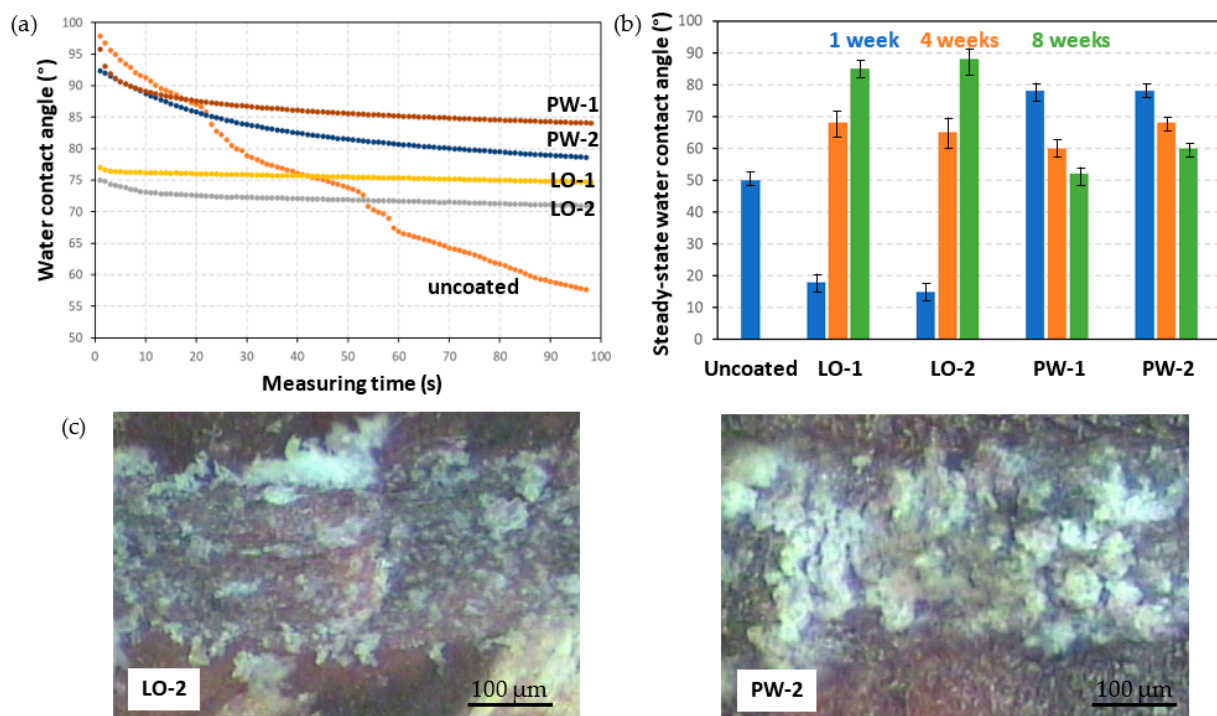 (a)
Water contact angle (°)
100
95
90
85
80
75
70
65
60
55
50
PW-1
PW-2
LO-1
LO-2
uncoated
0 10 20 30 40 50 60 70 80 90 100
Measuring time (s)
(b)
Steady-state water contact angle (°)
1 week 4 weeks 8 weeks
100
90
80
70
60
50
40
30
20
10
0
Uncoated LO-1 LO-2 PW-1 PW-2
(c)
LO-2
100 µm
PW-2
100 µm